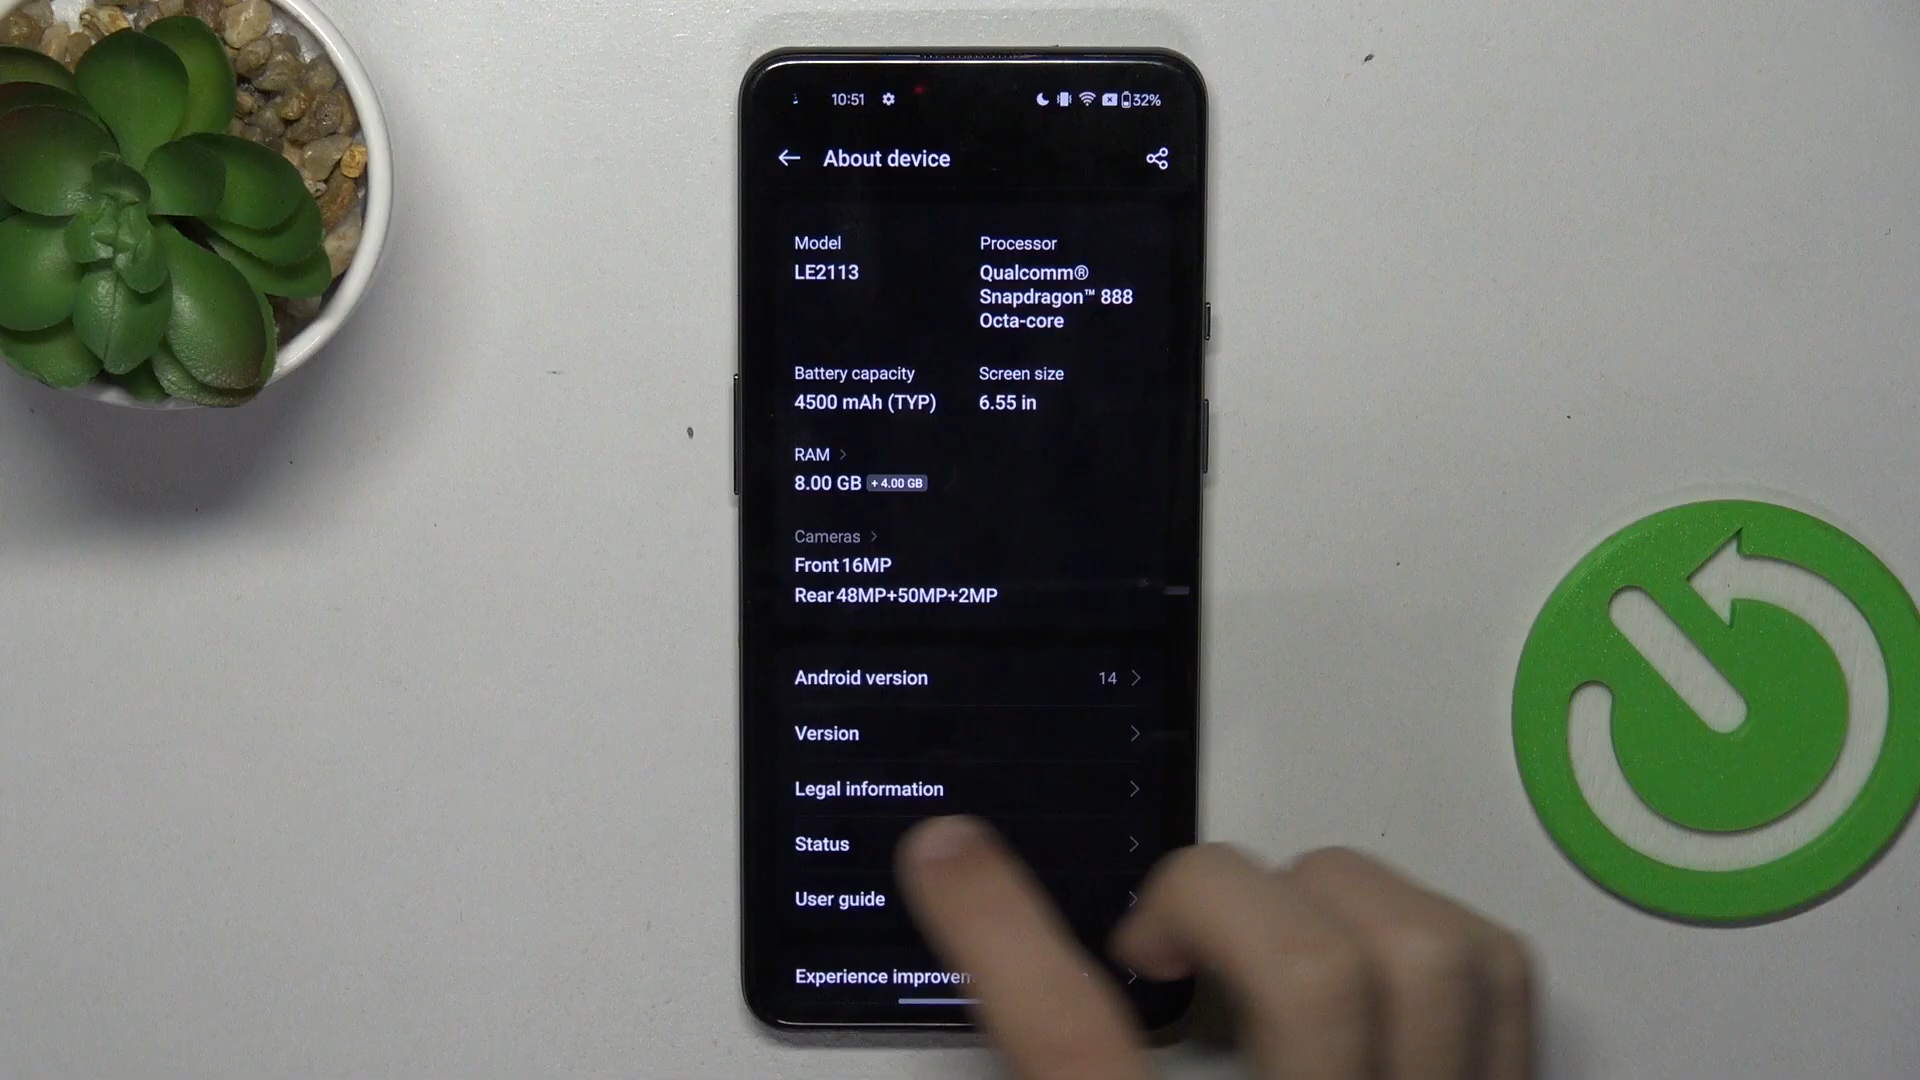 10:51 32%
About device
Model
LE2113
Processor
Qualcomm®
Snapdragon™ 888
Octa-core
Battery capacity
4500 mAh (TYP)
Screen size
6.55 in
RAM
8.00 GB + 4.00 GB
Cameras
Front 16MP
Rear 48MP+50MP+2MP
Android version 14
Version
Legal information
Status
User guide
Experience